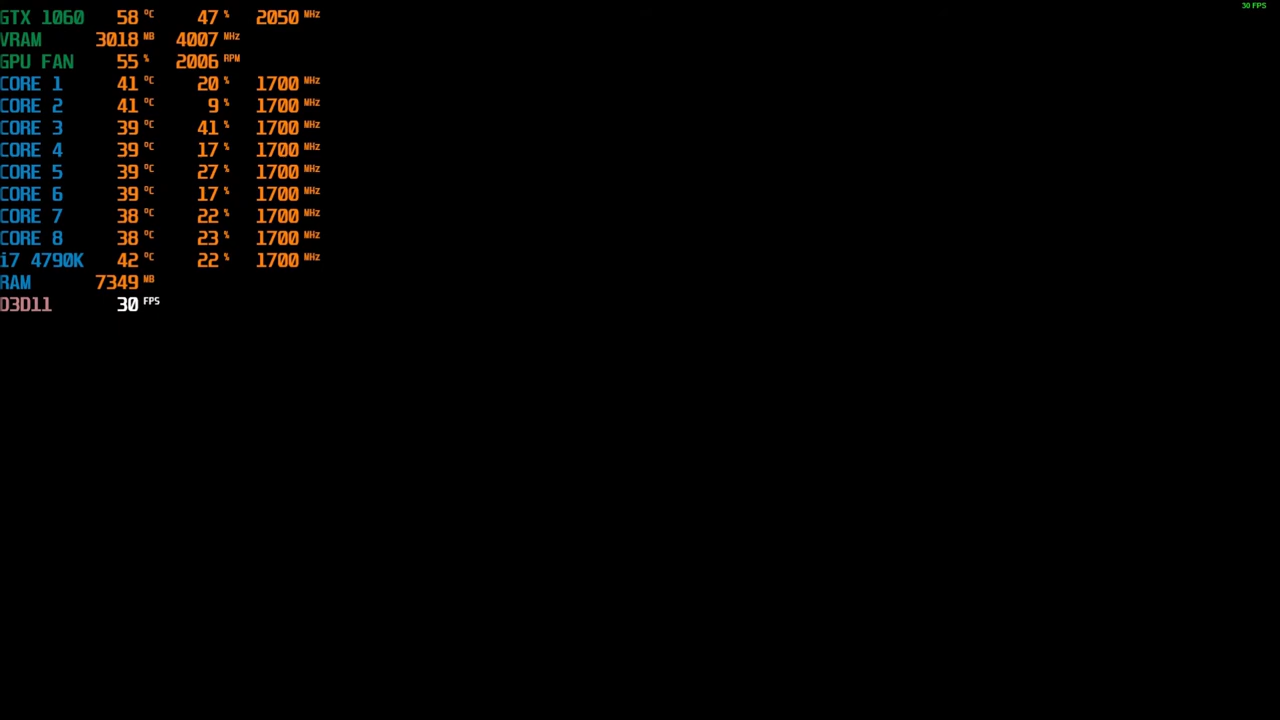 30 FPS
GTX 1060 58 °C 47 % 2050 MHz
VRAM 3018 MB 4007 MHz
GPU FAN 55 % 2006 RPM
CORE 1 41 °C 20 % 1700 MHz
CORE 2 41 °C 9 % 1700 MHz
CORE 3 39 °C 41 % 1700 MHz
CORE 4 39 °C 17 % 1700 MHz
CORE 5 39 °C 27 % 1700 MHz
CORE 6 39 °C 17 % 1700 MHz
CORE 7 38 °C 22 % 1700 MHz
CORE 8 38 °C 23 % 1700 MHz
i7 4790K 42 °C 22 % 1700 MHz
RAM 7349 MB
D3D11 30 FPS